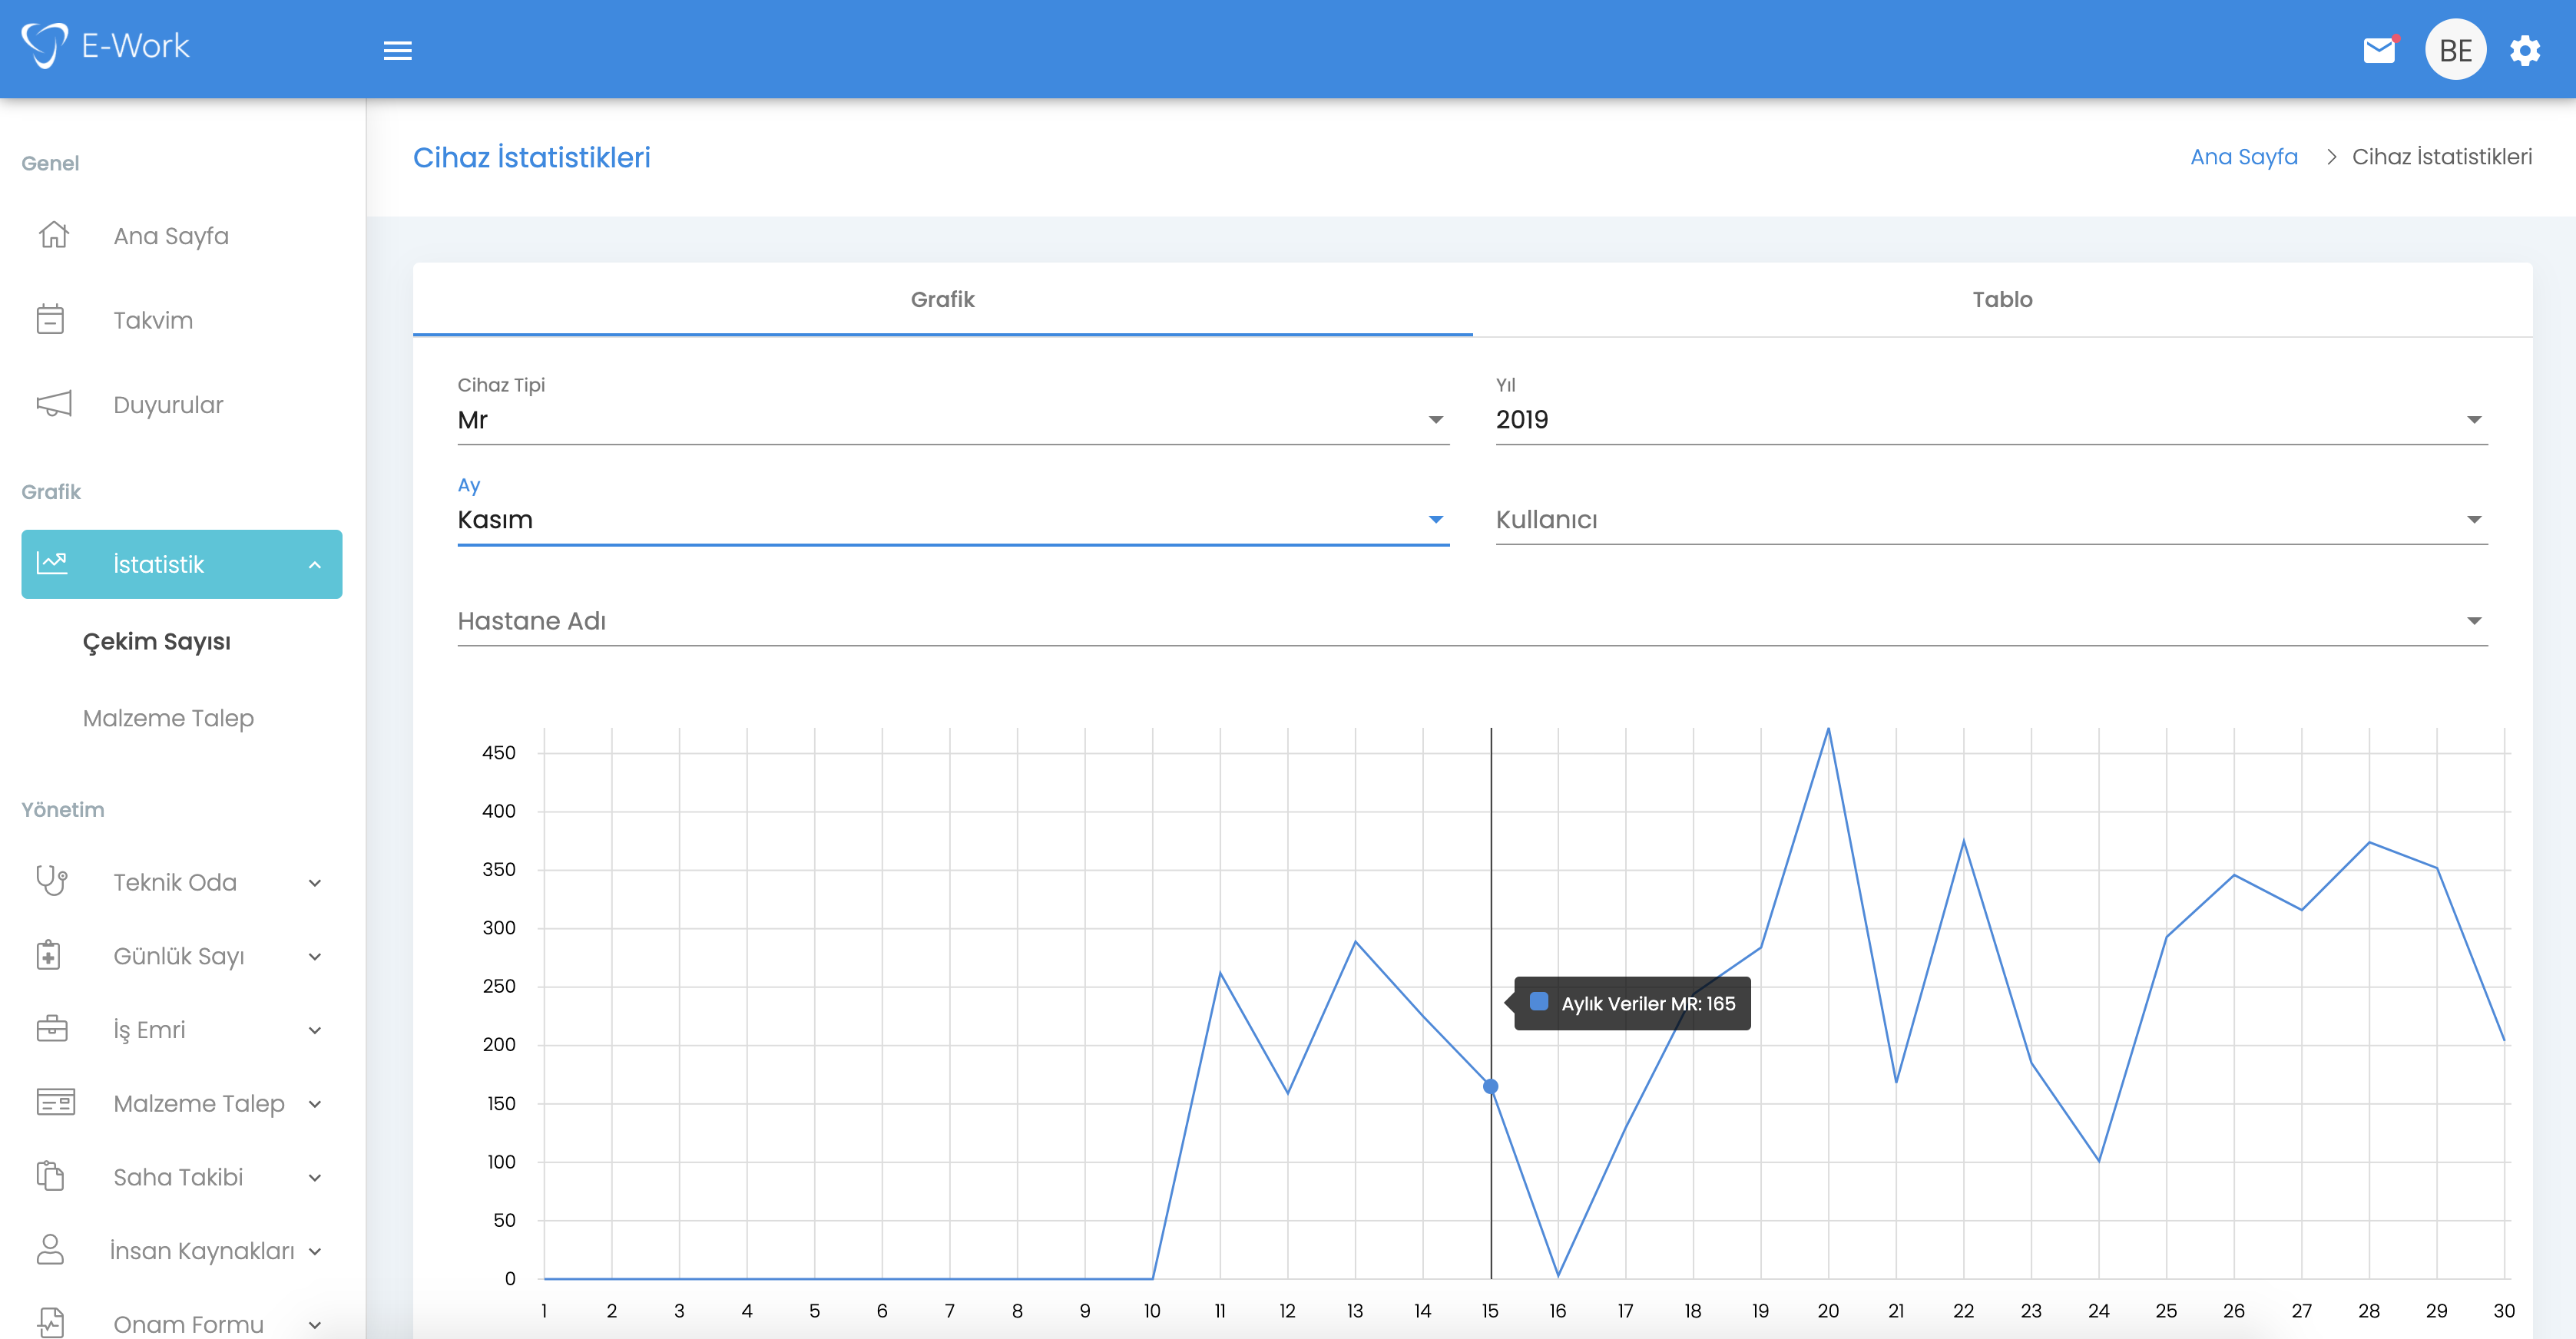 E-Work
BE
Genel
Ana Sayfa
Takvim
Duyurular
Grafik
İstatistik
Çekim Sayısı
Malzeme Talep
Yönetim
Teknik Oda
Günlük Sayı
İş Emri
Malzeme Talep
Saha Takibi
İnsan Kaynakları
Onam Formu
Cihaz İstatistikleri
Ana Sayfa > Cihaz İstatistikleri
Grafik
Tablo
Cihaz Tipi
Mr
Yıl
2019
Ay
Kasım
Kullanıcı
Hastane Adı
450
400
350
300
250
200
150
100
50
0
Aylık Veriler MR: 165
1 2 3 4 5 6 7 8 9 10 11 12 13 14 15 16 17 18 19 20 21 22 23 24 25 26 27 28 29 30